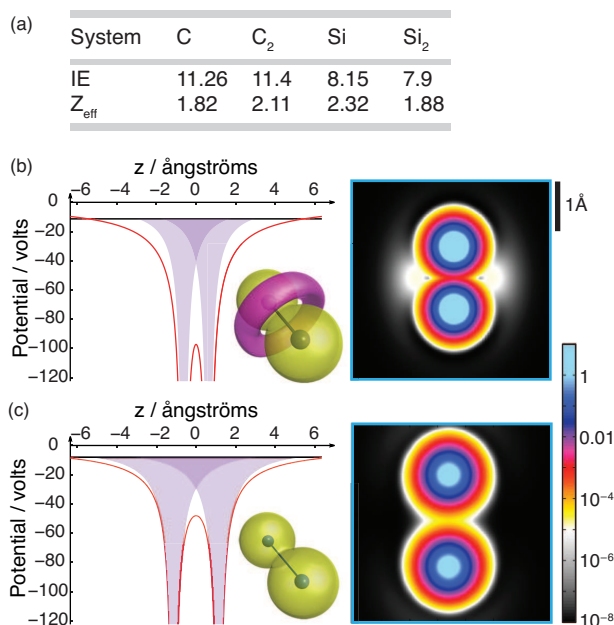 (a)
System C C₂ Si Si₂
IE 11.26 11.4 8.15 7.9
Z_eff 1.82 2.11 2.32 1.88
(b)
z / ångströms
−6 −4 −2 0 2 4 6
0
−20
−40
−60
−80
−100
−120
Potential / volts
1Å
(c)
z / ångströms
−6 −4 −2 0 2 4 6
0
−20
−40
−60
−80
−100
−120
Potential / volts
1
0.01
10⁻⁴
10⁻⁶
10⁻⁸